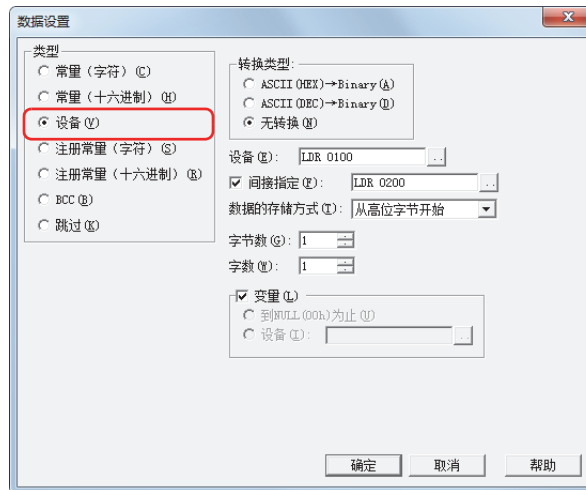 数据设置
类型
常量（字符）(C)
常量（十六进制）(H)
设备(V)
注册常量（字符）(S)
注册常量（十六进制）(R)
BCC(B)
跳过(K)
转换类型:
ASCII(HEX)→Binary(A)
ASCII(DEC)→Binary(D)
无转换(N)
设备(E): LDR 0100 ..
间接指定(F): LDR 0200 ..
数据的存储方式(T): 从高位字节开始
字节数(G): 1
字数(W): 1
变量(L)
到NULL(00h)为止(U)
设备(I): ..
确定 取消 帮助